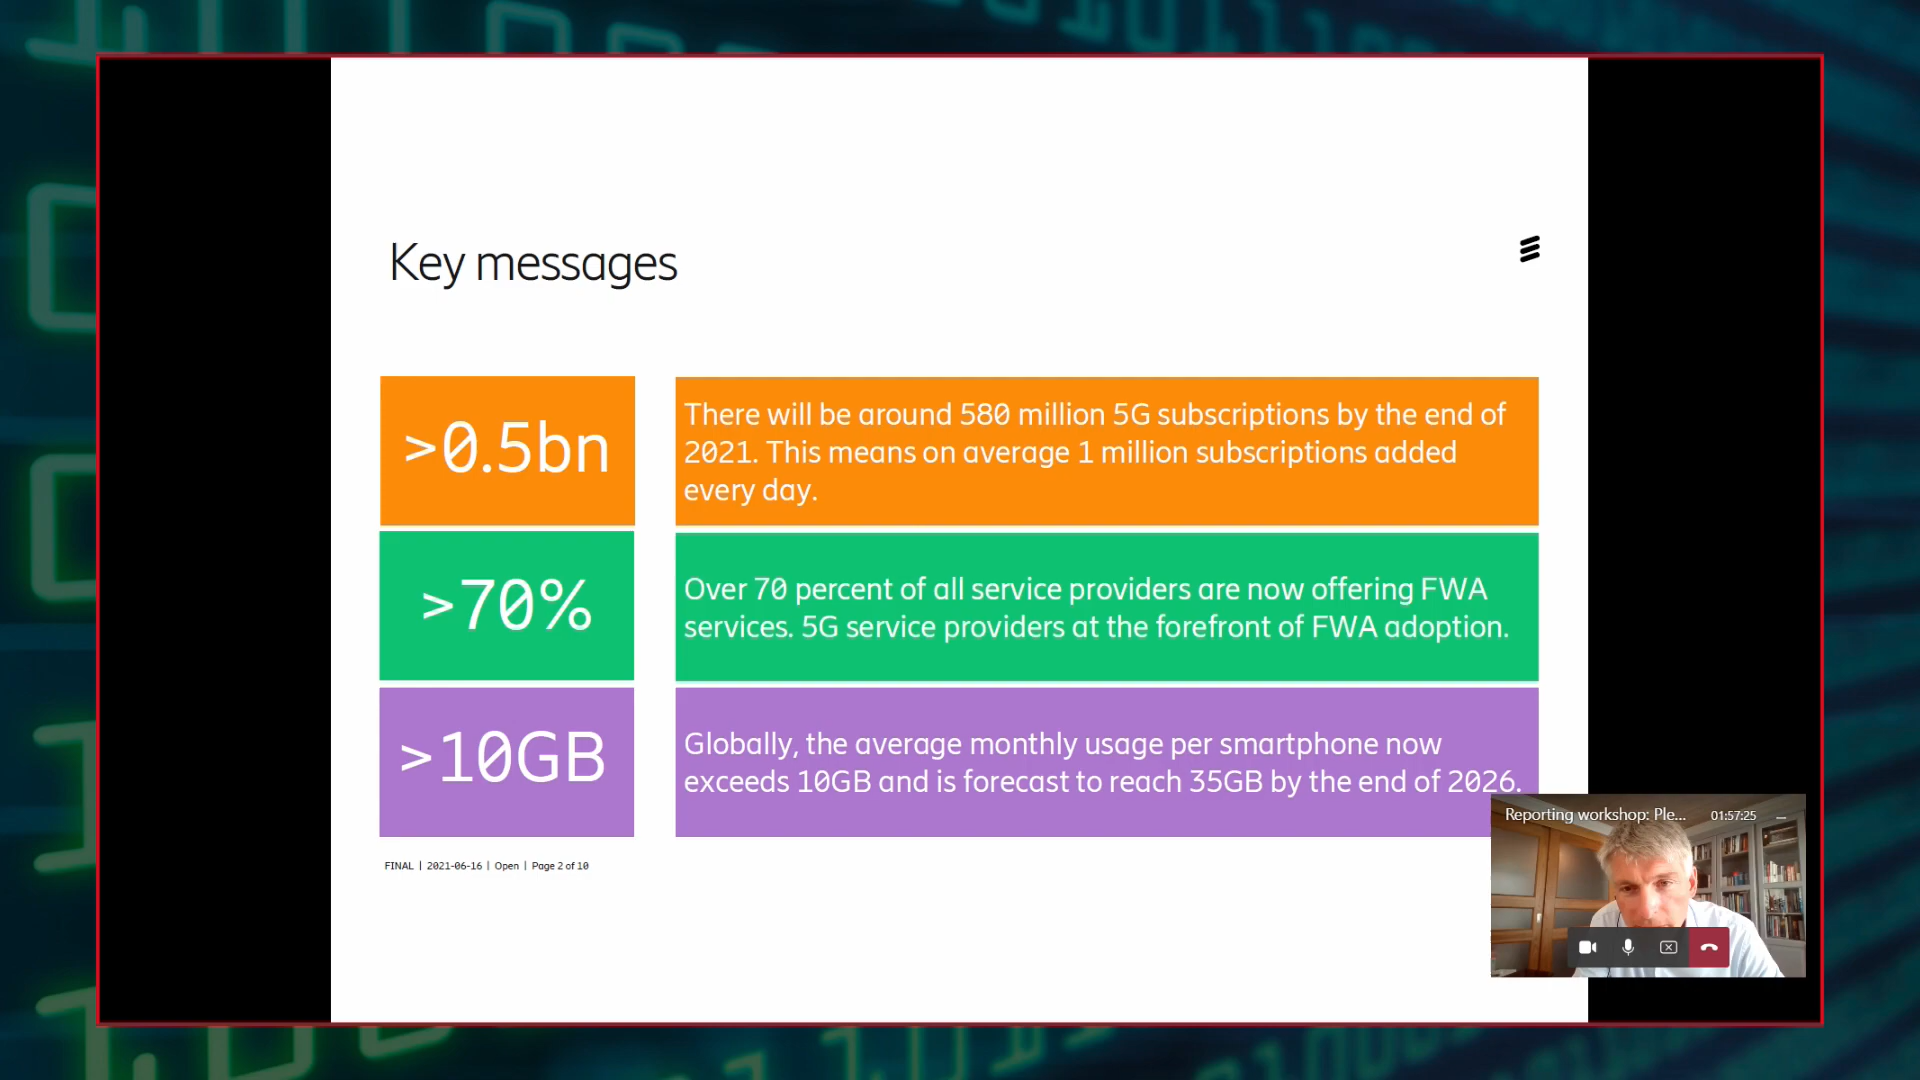 Key messages
>0.5bn
There will be around 580 million 5G subscriptions by the end of
2021. This means on average 1 million subscriptions added
every day.
>70%
Over 70 percent of all service providers are now offering FWA
services. 5G service providers at the forefront of FWA adoption.
>10GB
Globally, the average monthly usage per smartphone now
exceeds 10GB and is forecast to reach 35GB by the end of 2026.
FINAL | 2021-06-16 | Open | Page 2 of 10
Reporting workshop: Ple... 01:57:25